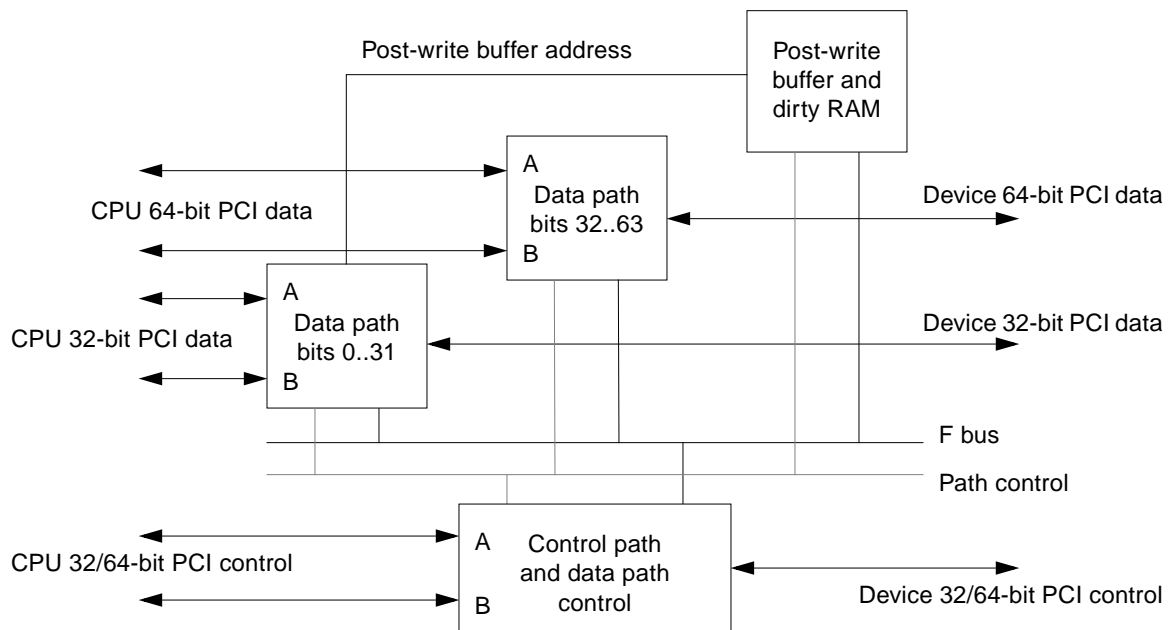 Post-write buffer address
Post-write
buffer and
dirty RAM
A
Data path
bits 32..63
B
CPU 64-bit PCI data
Device 64-bit PCI data
A
Data path
bits 0..31
B
CPU 32-bit PCI data
Device 32-bit PCI data
F bus
Path control
A
Control path
and data path
control
B
CPU 32/64-bit PCI control
Device 32/64-bit PCI control